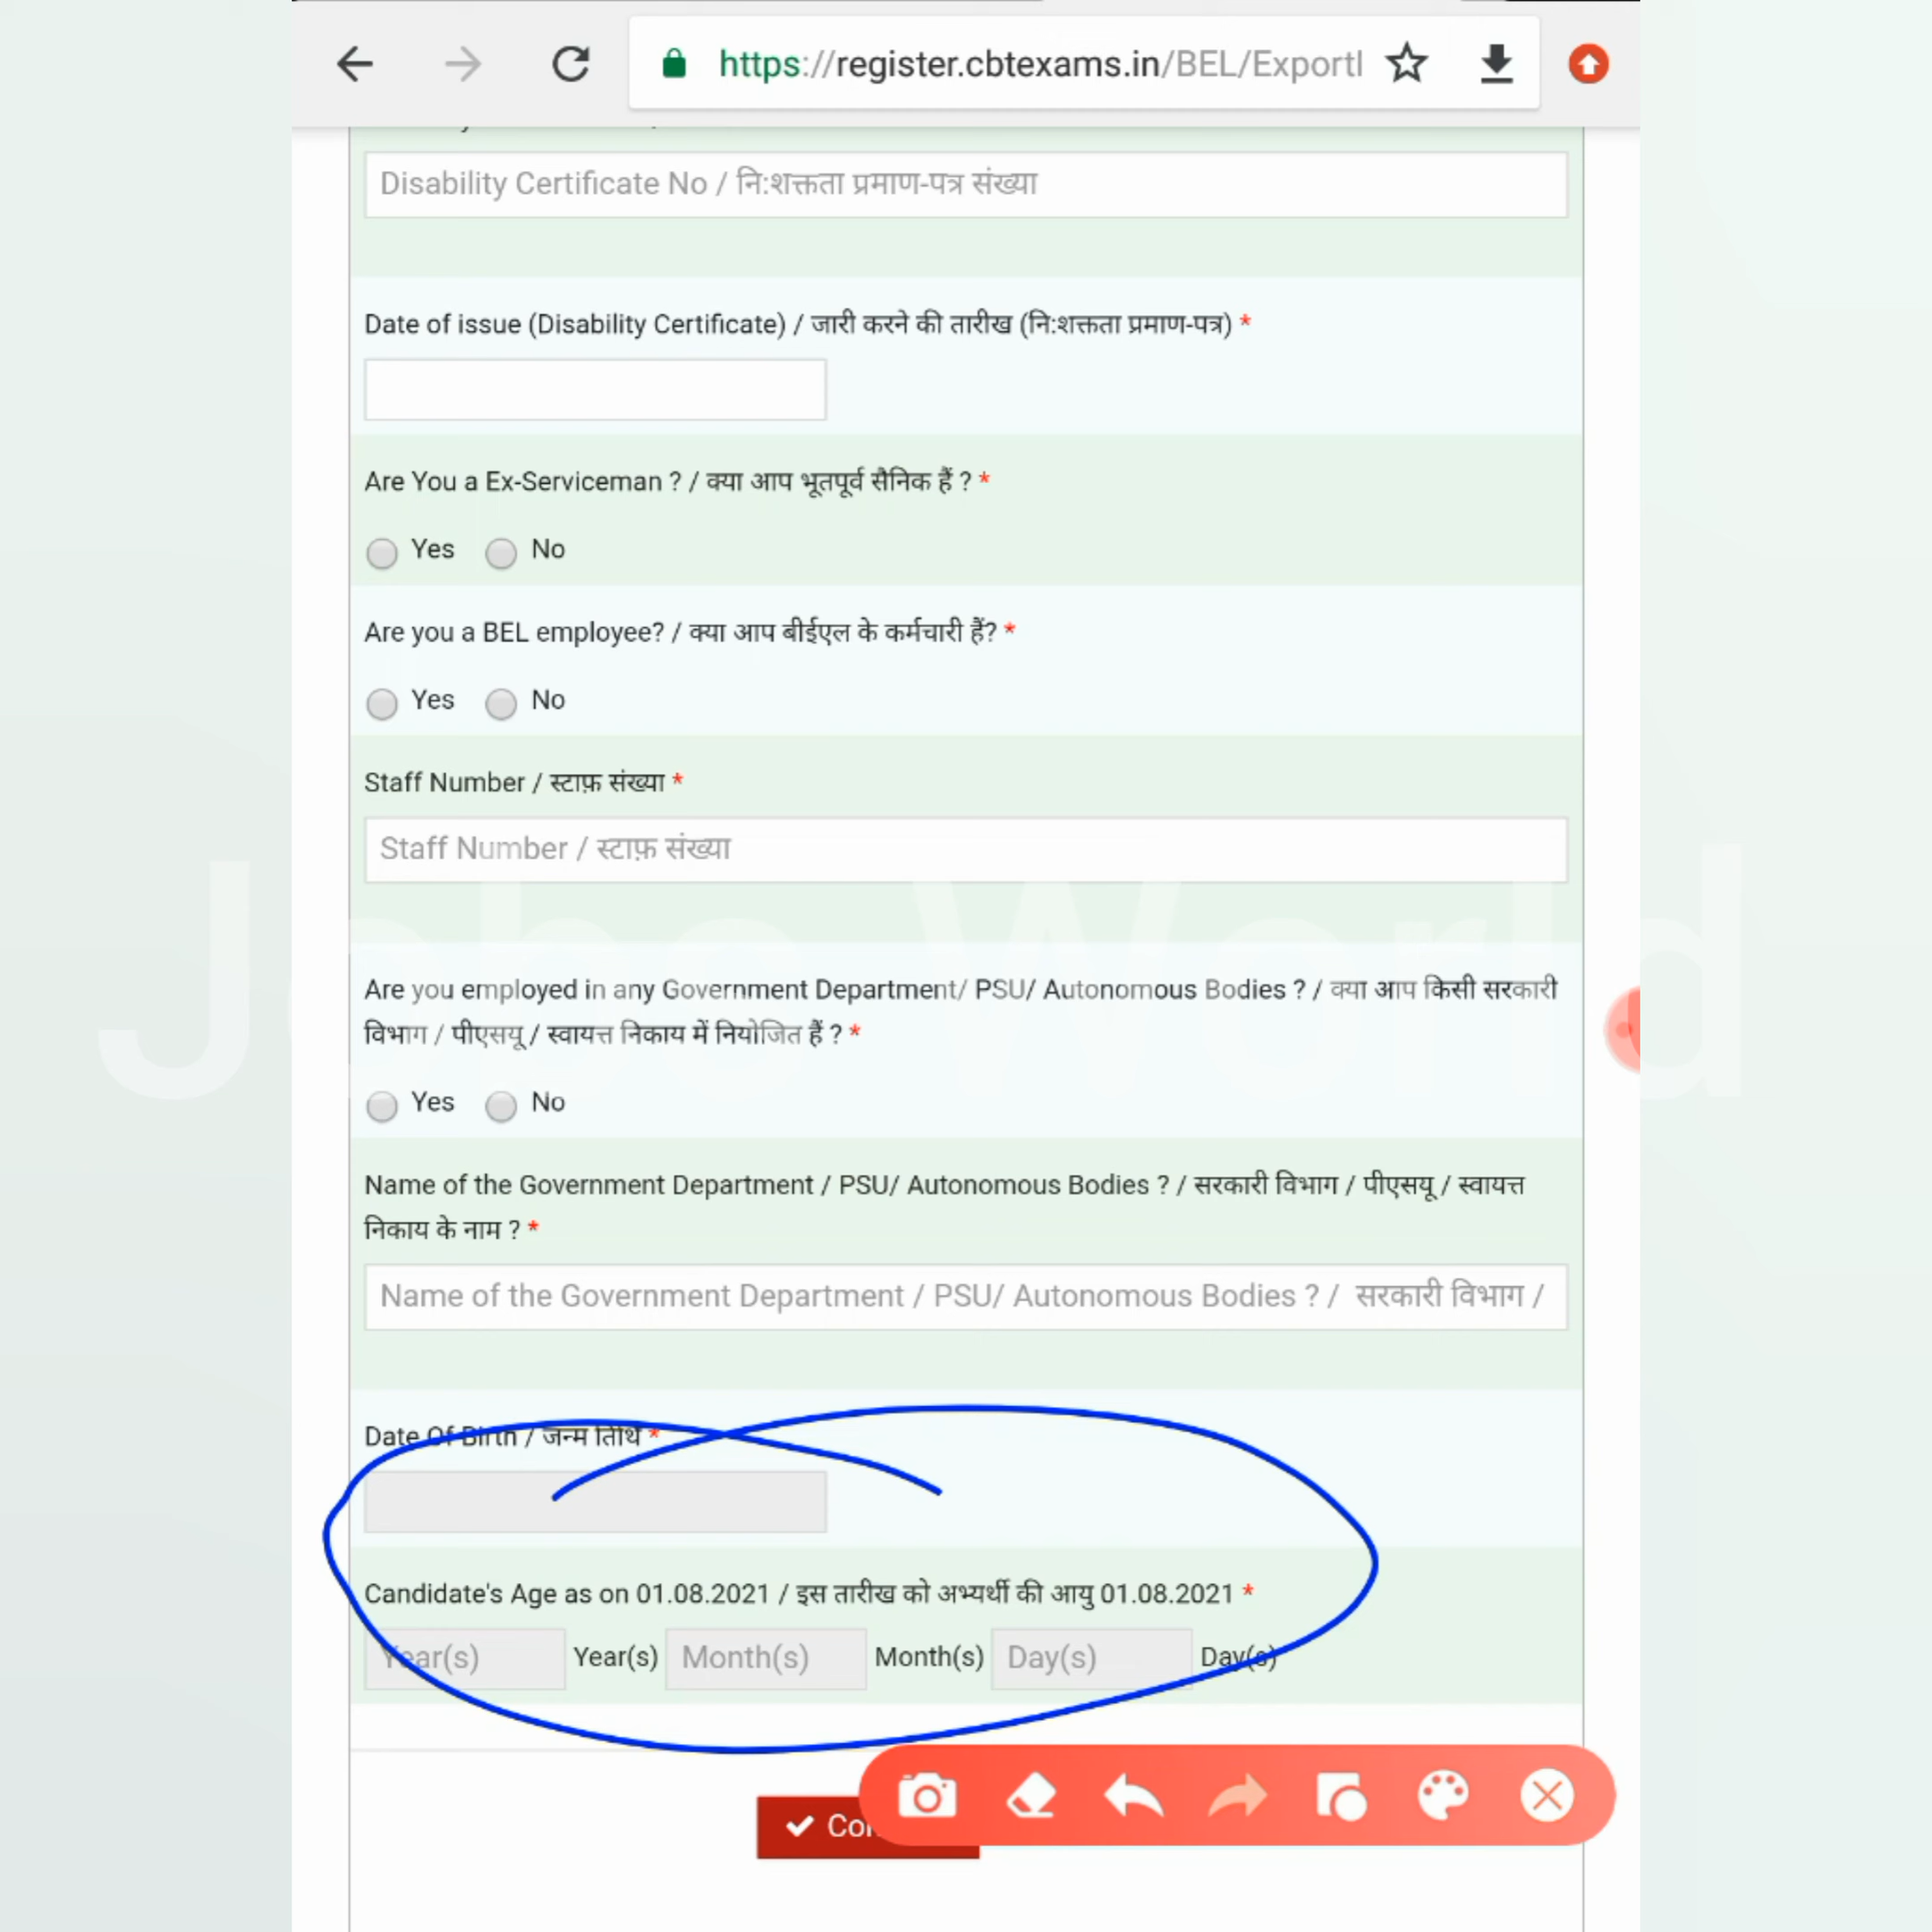 https://register.cbtexams.in/BEL/Exportl
Disability Certificate No / नि:शक्तता प्रमाण-पत्र संख्या
Date of issue (Disability Certificate) / जारी करने की तारीख (नि:शक्तता प्रमाण-पत्र) *
Are You a Ex-Serviceman ? / क्या आप भूतपूर्व सैनिक हैं ? *
Yes No
Are you a BEL employee? / क्या आप बीईएल के कर्मचारी हैं? *
Yes No
Staff Number / स्टाफ़ संख्या *
Staff Number / स्टाफ़ संख्या
Jobs World
Are you employed in any Government Department/ PSU/ Autonomous Bodies ? / क्या आप किसी सरकारी
विभाग / पीएसयू / स्वायत्त निकाय में नियोजित हैं ? *
Yes No
Name of the Government Department / PSU/ Autonomous Bodies ? / सरकारी विभाग / पीएसयू / स्वायत्त
निकाय के नाम ? *
Name of the Government Department / PSU/ Autonomous Bodies ? / सरकारी विभाग /
Date Of Birth / जन्म तिथि *
Candidate's Age as on 01.08.2021 / इस तारीख को अभ्यर्थी की आयु 01.08.2021 *
Year(s) Year(s) Month(s) Month(s) Day(s) Day(s)